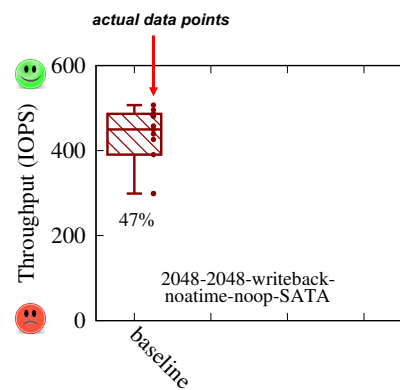 actual data points
600
400
200
0
Throughput (IOPS)
47%
2048-2048-writeback-
noatime-noop-SATA
baseline